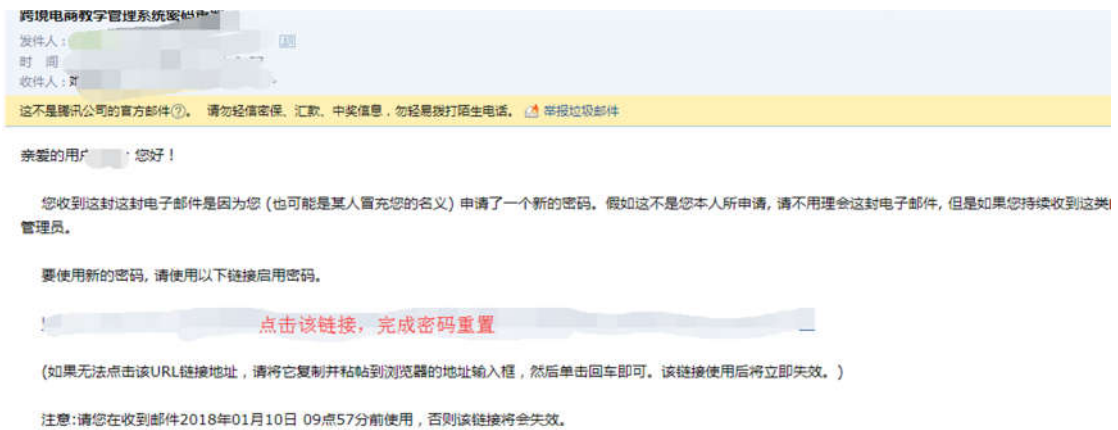 跨境电商教学管理系统密码
发件人：
时 间
收件人：
这不是腾讯公司的官方邮件?。 请勿轻信密保、汇款、中奖信息，勿轻易拨打陌生电话。 举报垃圾邮件
亲爱的用户 ：您好！
您收到这封这封电子邮件是因为您 (也可能是某人冒充您的名义) 申请了一个新的密码。假如这不是您本人所申请, 请不用理会这封电子邮件, 但是如果您持续收到这类
管理员。
要使用新的密码, 请使用以下链接启用密码。
点击该链接，完成密码重置
(如果无法点击该URL链接地址，请将它复制并粘帖到浏览器的地址输入框，然后单击回车即可。该链接使用后将立即失效。)
注意:请您在收到邮件2018年01月10日 09点57分前使用，否则该链接将会失效。